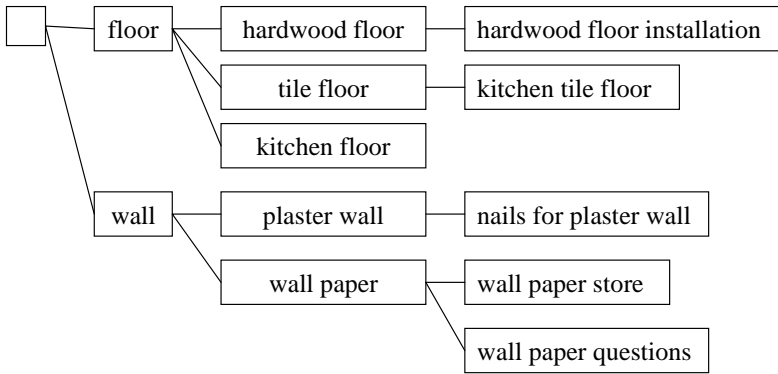 floor
hardwood floor
hardwood floor installation
tile floor
kitchen tile floor
kitchen floor
wall
plaster wall
nails for plaster wall
wall paper
wall paper store
wall paper questions